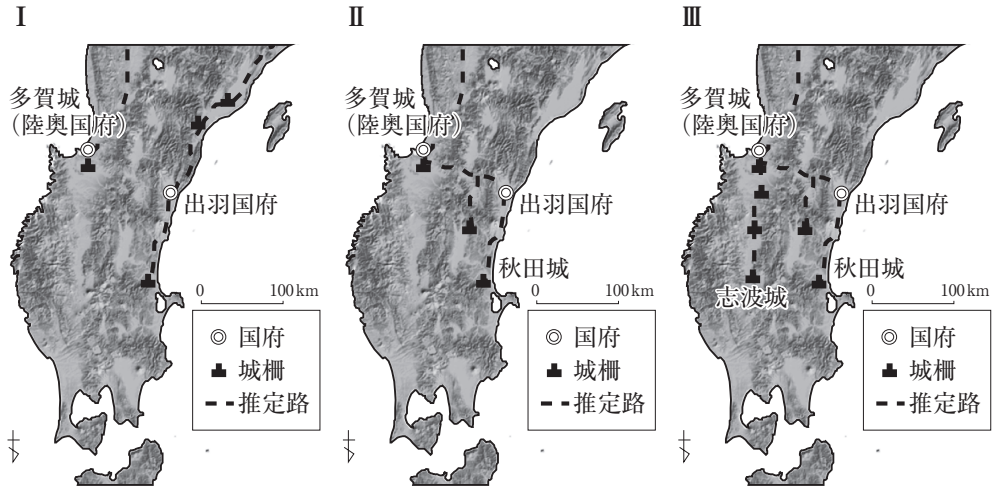 Ⅰ
多賀城
(陸奥国府)
出羽国府
0 100km
国府
城柵
推定路
Ⅱ
多賀城
(陸奥国府)
出羽国府
秋田城
0 100km
国府
城柵
推定路
Ⅲ
多賀城
(陸奥国府)
出羽国府
秋田城
志波城
0 100km
国府
城柵
推定路